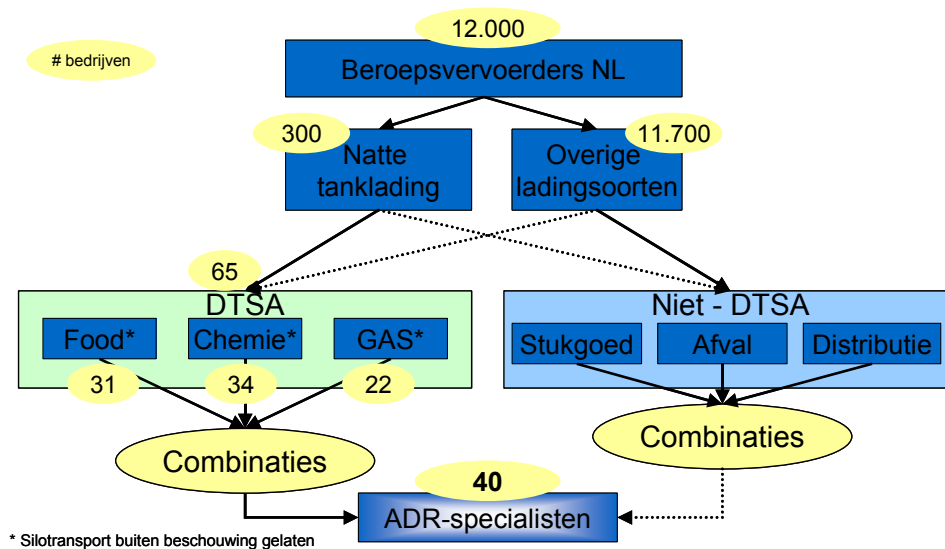 12.000
# bedrijven
Beroepsvervoerders NL
300
11.700
Natte
tanklading
Overige
ladingsoorten
65
DTSA
Niet - DTSA
Food*
Chemie*
GAS*
Stukgoed
Afval
Distributie
31
34
22
Combinaties
Combinaties
40
ADR-specialisten
* Silotransport buiten beschouwing gelaten